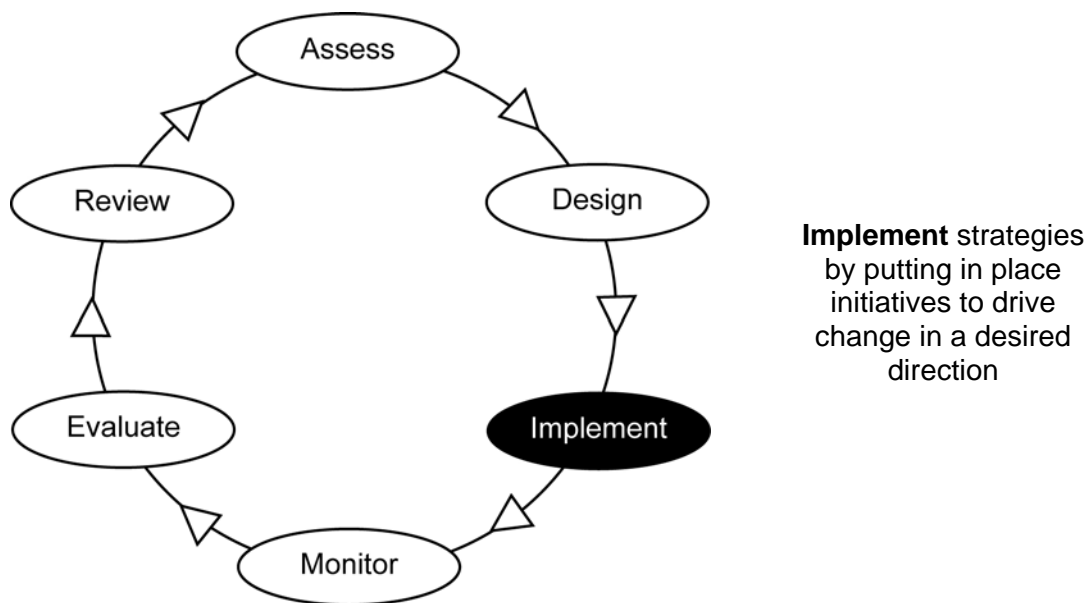 Assess
Review
Design
Implement strategies
by putting in place
initiatives to drive
change in a desired
direction
Evaluate
Implement
Monitor